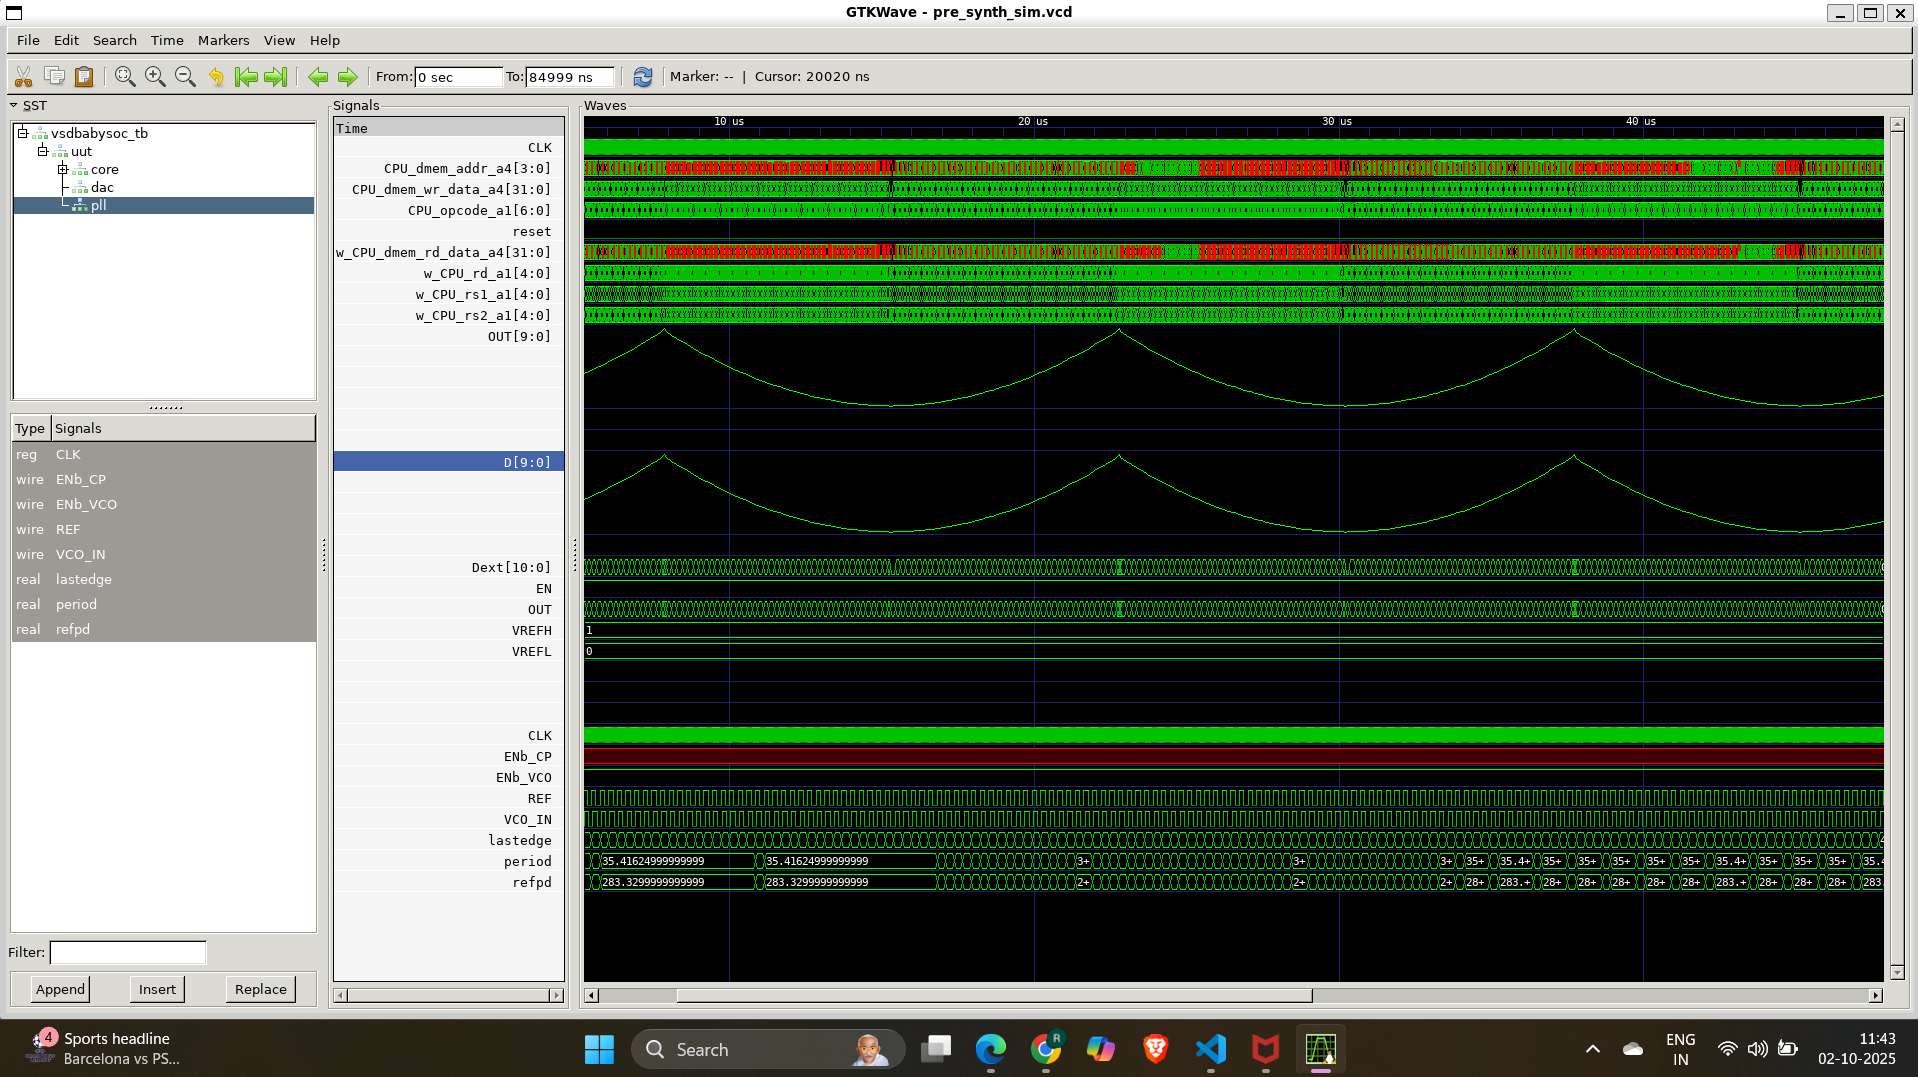 GTKWave - pre_synth_sim.vcd
File Edit Search Time Markers View Help
From: 0 sec To: 84999 ns Marker: -- | Cursor: 20020 ns
SST
vsdbabysoc_tb
uut
core
dac
pll
Type Signals
reg CLK
wire ENb_CP
wire ENb_VCO
wire REF
wire VCO_IN
real lastedge
real period
real refpd
Filter:
Append Insert Replace
Signals
Time
CLK
CPU_dmem_addr_a4[3:0]
CPU_dmem_wr_data_a4[31:0]
CPU_opcode_a1[6:0]
reset
w_CPU_dmem_rd_data_a4[31:0]
w_CPU_rd_a1[4:0]
w_CPU_rs1_a1[4:0]
w_CPU_rs2_a1[4:0]
OUT[9:0]
D[9:0]
Dext[10:0]
EN
OUT
VREFH
VREFL
CLK
ENb_CP
ENb_VCO
REF
VCO_IN
lastedge
period
refpd
Waves
10 us 20 us 30 us 40 us
1
0
35.41624999999999 35.41624999999999 3+ 3+ 3+ 35+ 35.4+ 35+ 35+ 35+ 35+ 35+ 35.4+ 35+ 35+ 35+ 35.4
283.3299999999999 283.3299999999999 2+ 2+ 2+ 28+ 283.+ 28+ 28+ 28+ 28+ 28+ 283.+ 28+ 28+ 28+ 283.
4
Sports headline
Barcelona vs PS...
Search
R
ENG
IN
11:43
02-10-2025